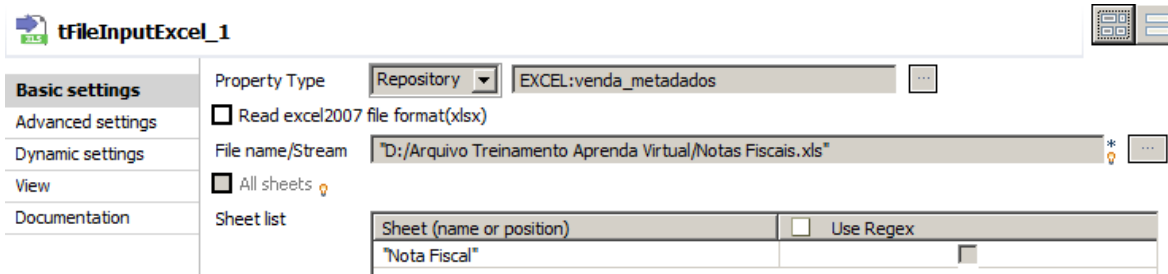 XLS tFileInputExcel_1
Basic settings
Property Type Repository EXCEL:venda_metadados ...
Advanced settings
Read excel2007 file format(xlsx)
Dynamic settings
File name/Stream "D:/Arquivo Treinamento Aprenda Virtual/Notas Fiscais.xls" * ...
View
All sheets
Documentation
Sheet list
Sheet (name or position) Use Regex
"Nota Fiscal"